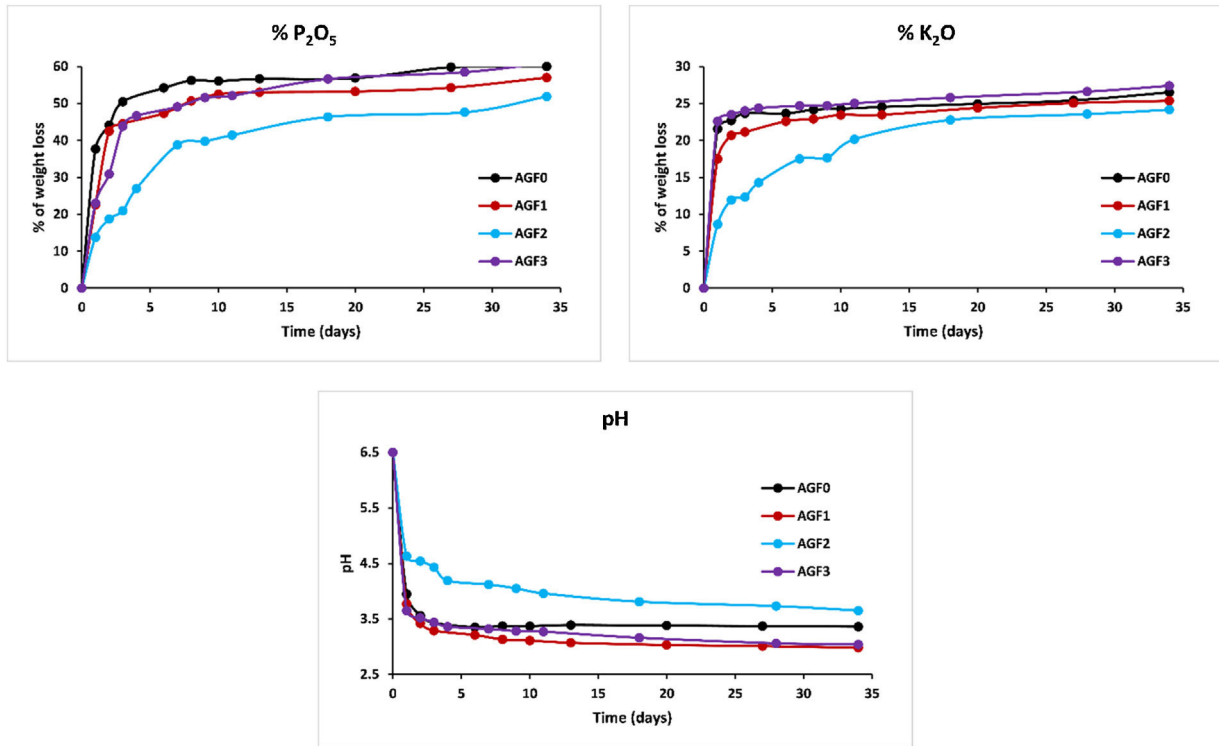 % P₂O₅
60
50
40
30
20
10
0
% of weight loss
AGF0
AGF1
AGF2
AGF3
0 5 10 15 20 25 30 35
Time (days)
% K₂O
30
25
20
15
10
5
0
% of weight loss
AGF0
AGF1
AGF2
AGF3
0 5 10 15 20 25 30 35
Time (days)
pH
6.5
5.5
4.5
3.5
2.5
pH
AGF0
AGF1
AGF2
AGF3
0 5 10 15 20 25 30 35
Time (days)